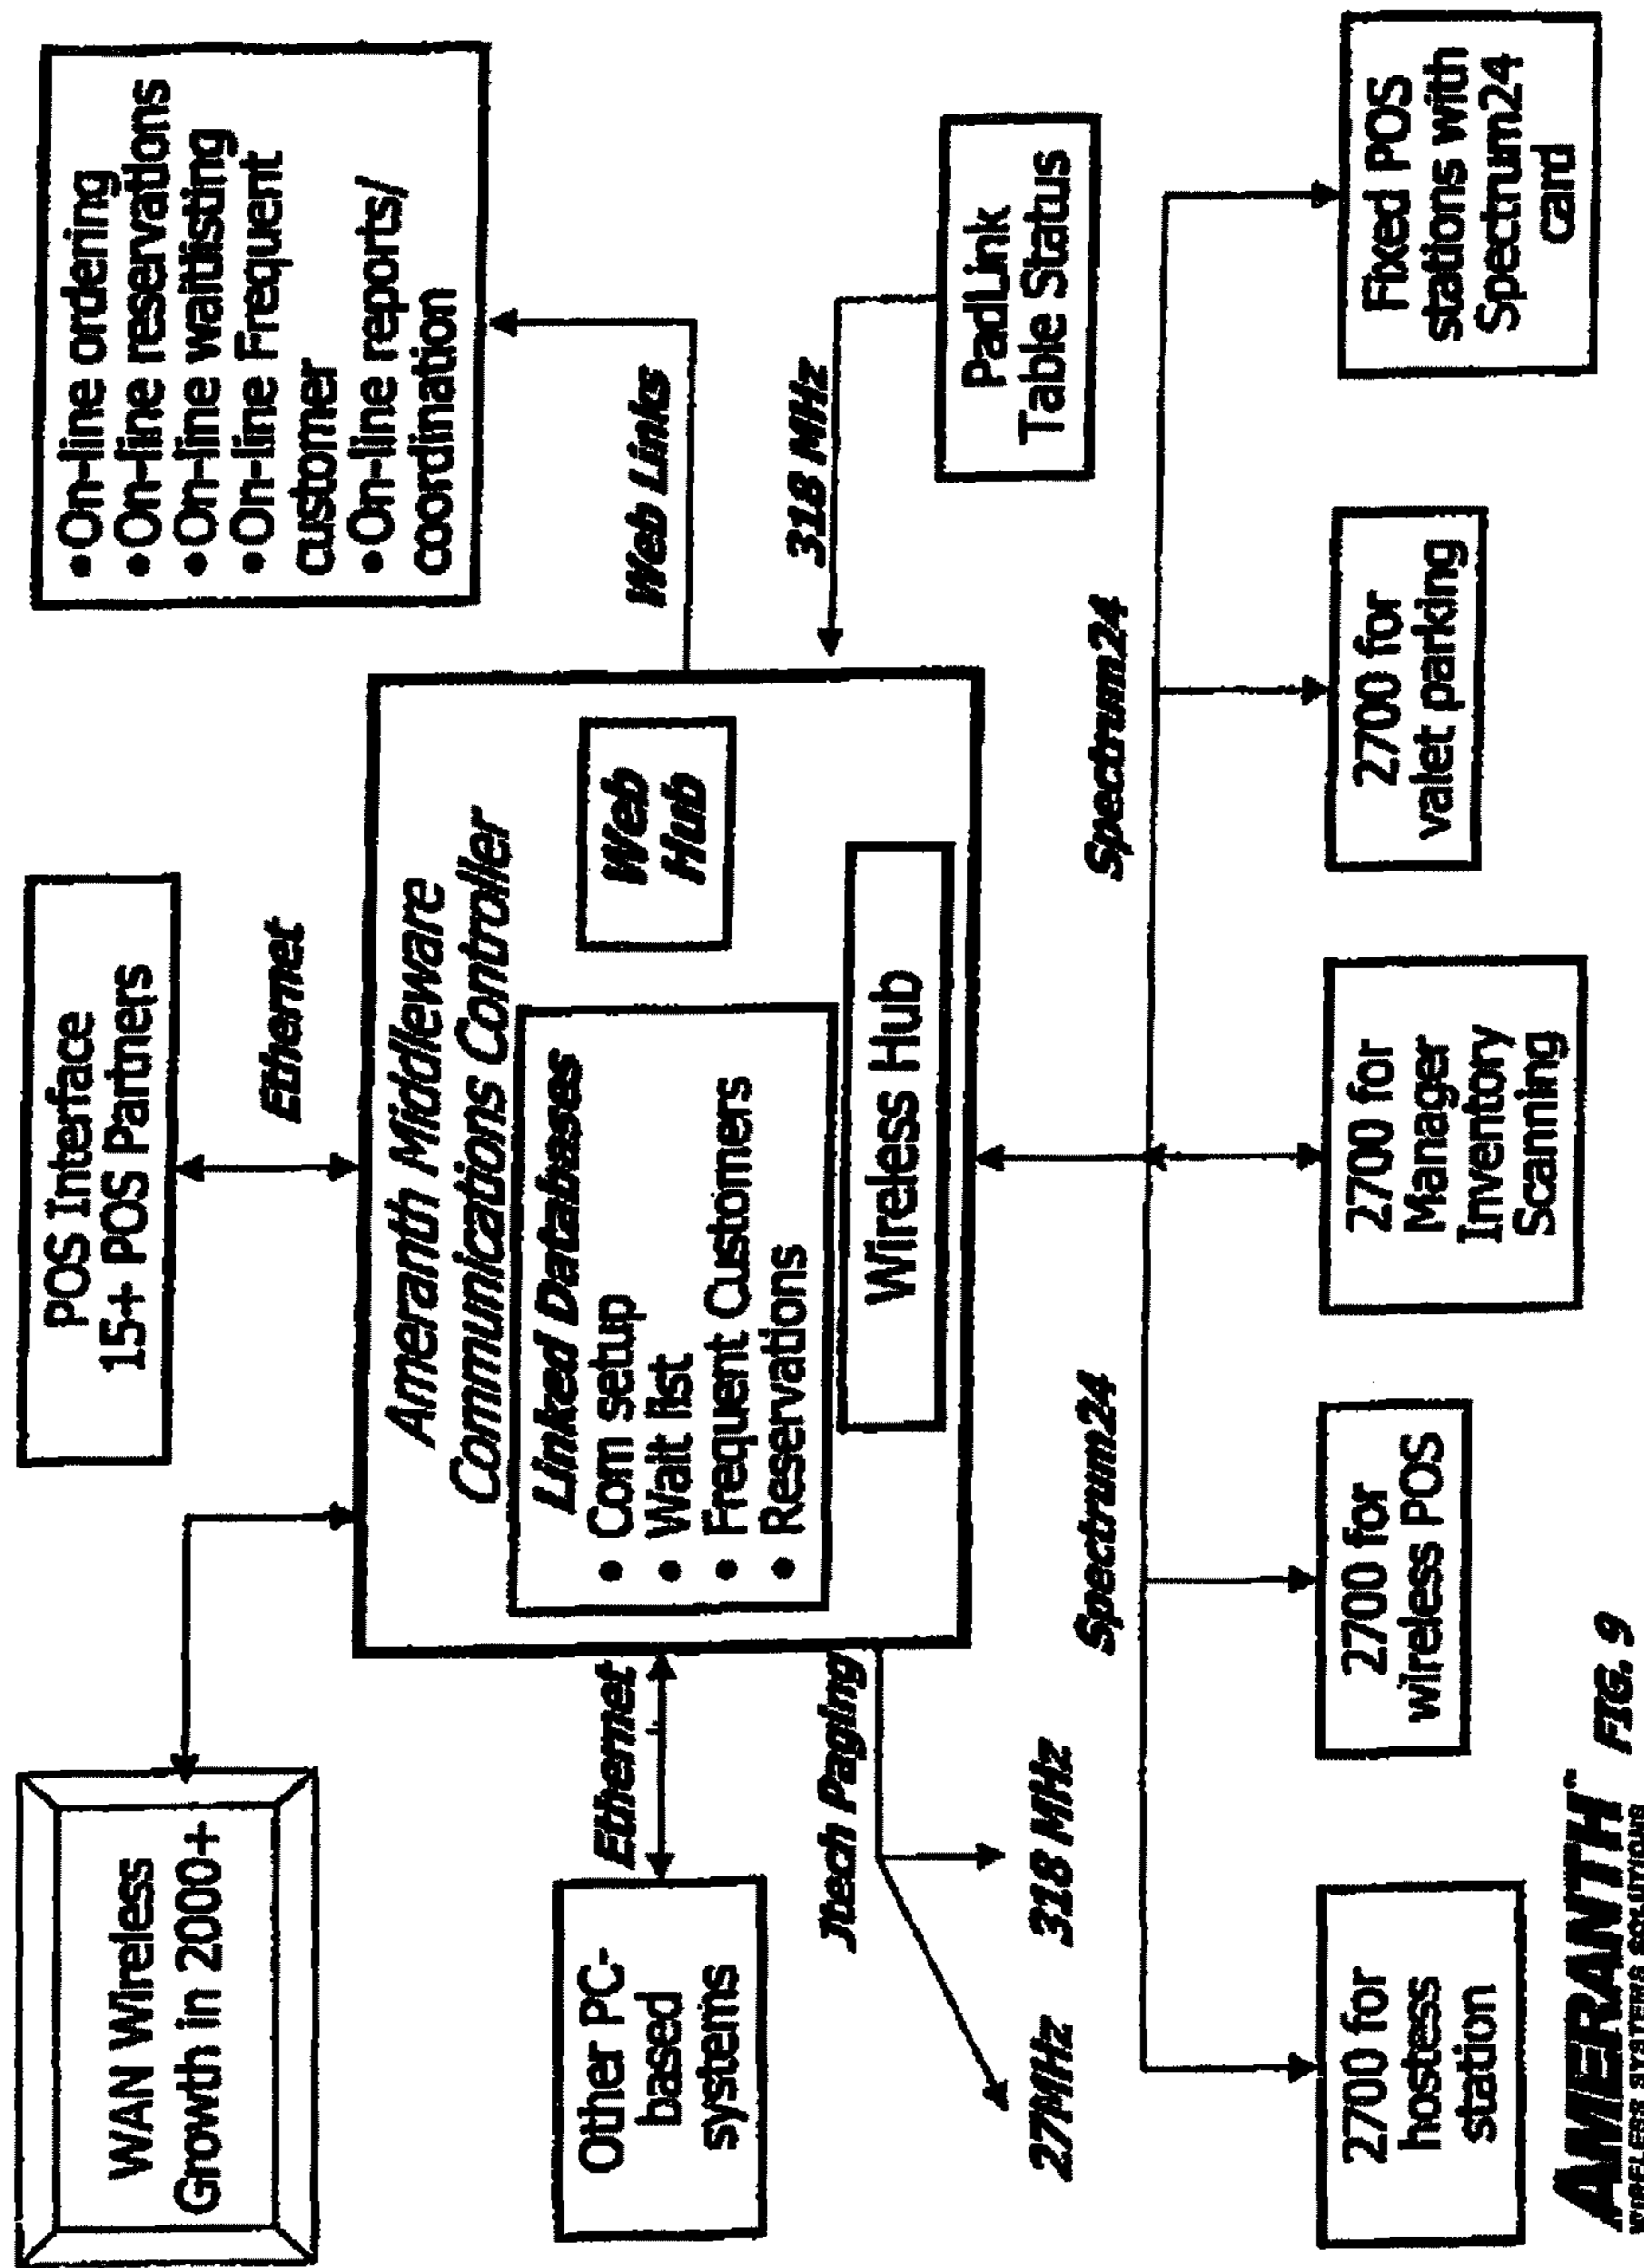 WAN Wireless
Growth in 2000+
POS Interface
15+ POS Partners
•On-line ordering
•On-line reservations
•On-line waitlisting
•On-line Frequent
customer
•On-line reports/
coordination
Ethernet
Ameranth Middleware
Communications Controller
Linked Databases
• Com setup
• Wait list
• Frequent Customers
• Reservations
Web
Hub
Wireless Hub
Other PC-
based
systems
Ethernet
Web Links
Jtech Paging
318 MHz
PadLink
Table Status
27MHz
318 MHz
Spectrum24
Spectrum24
2700 for
hostess
station
2700 for
wireless POS
2700 for
Manager
Inventory
Scanning
2700 for
valet parking
Fixed POS
stations with
Spectrum24
card
AMERANTH™
WIRELESS SYSTEMS SOLUTIONS
FIG. 9